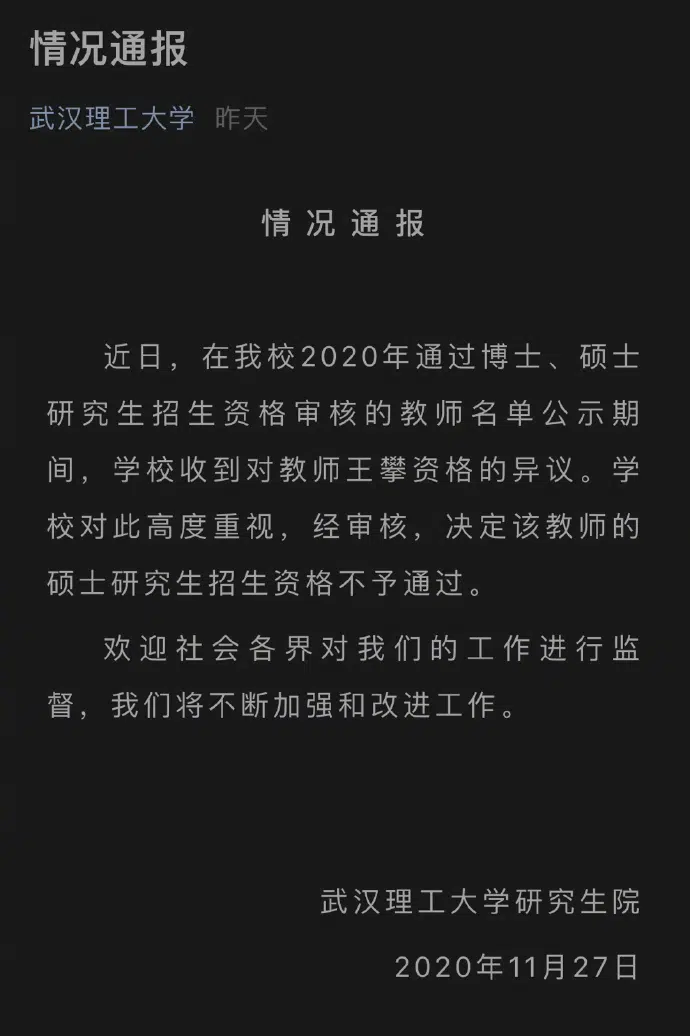 情况通报
武汉理工大学 昨天
情况通报
近日，在我校2020年通过博士、硕士
研究生招生资格审核的教师名单公示期
间，学校收到对教师王攀资格的异议。学
校对此高度重视，经审核，决定该教师的
硕士研究生招生资格不予通过。
欢迎社会各界对我们的工作进行监
督，我们将不断加强和改进工作。
武汉理工大学研究生院
2020年11月27日